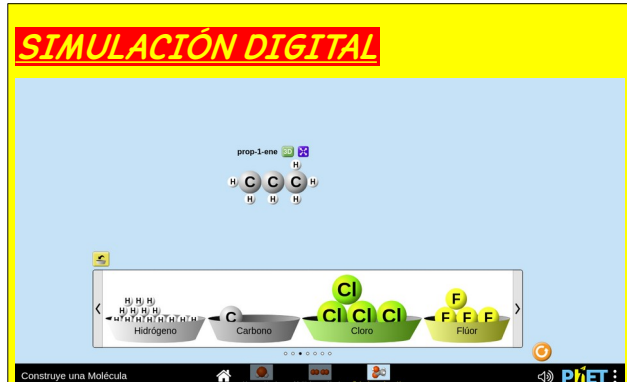 SIMULACIÓN DIGITAL
prop-1-ene 3D
H
H C C C H
H H H
Cl
H H H
H H H H
H H H H H H H
C
Cl Cl Cl
F
F F F
Hidrógeno Carbono Cloro Flúor
Construye una Molécula
PhET